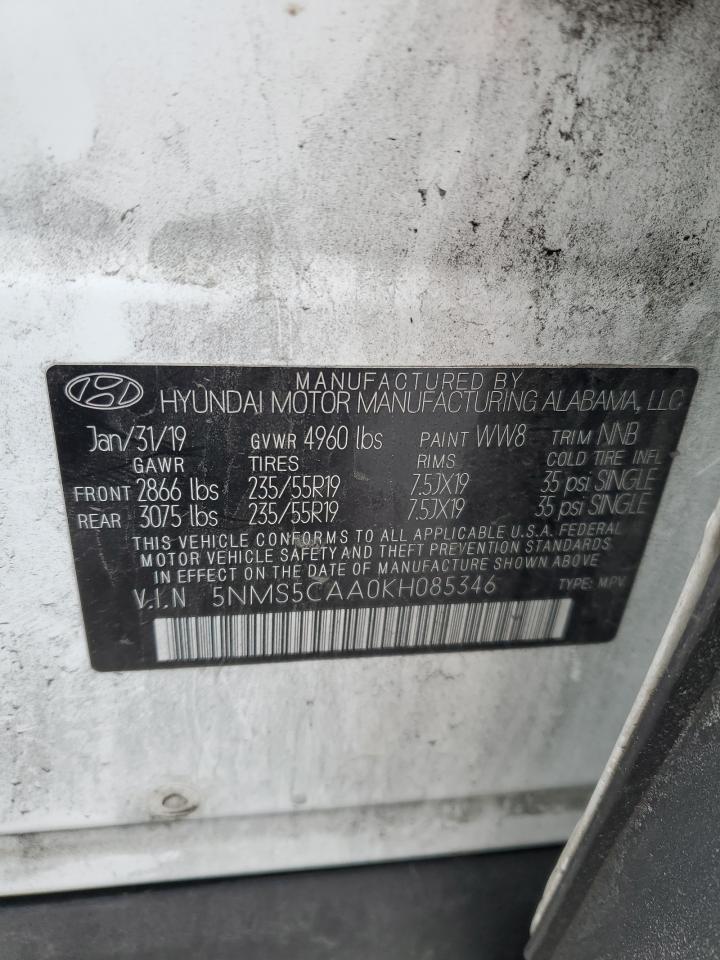 MANUFACTURED BY
HYUNDAI MOTOR MANUFACTURING ALABAMA, LLC
Jan/31/19 GVWR 4960 lbs PAINT WW8 TRIM NNB
GAWR TIRES RIMS COLD TIRE INFL
FRONT 2866 lbs 235/55R19 7.5JX19 35 psi SINGLE
REAR 3075 lbs 235/55R19 7.5JX19 35 psi SINGLE
THIS VEHICLE CONFORMS TO ALL APPLICABLE U.S.A. FEDERAL
MOTOR VEHICLE SAFETY AND THEFT PREVENTION STANDARDS
IN EFFECT ON THE DATE OF MANUFACTURE SHOWN ABOVE
V.I.N 5NMS5CAA0KH085346 TYPE: MPV